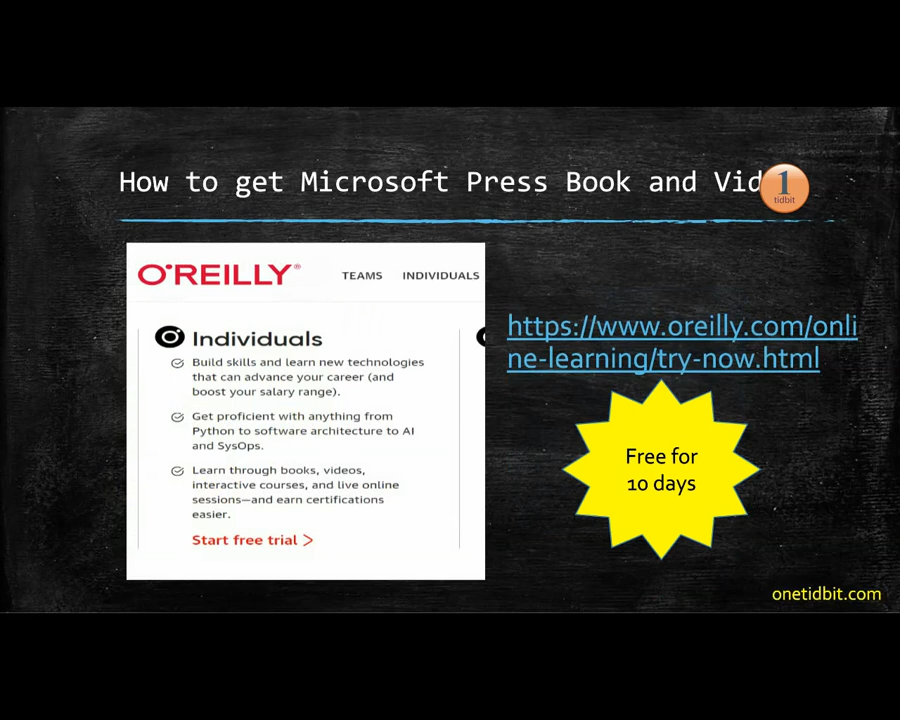 How to get Microsoft Press Book and Vid
1
tidbit
O'REILLY®
TEAMS
INDIVIDUALS
Individuals
Build skills and learn new technologies
that can advance your career (and
boost your salary range).
Get proficient with anything from
Python to software architecture to AI
and SysOps.
Learn through books, videos,
interactive courses, and live online
sessions—and earn certifications
easier.
Start free trial >
https://www.oreilly.com/onli
ne-learning/try-now.html
Free for
10 days
onetidbit.com